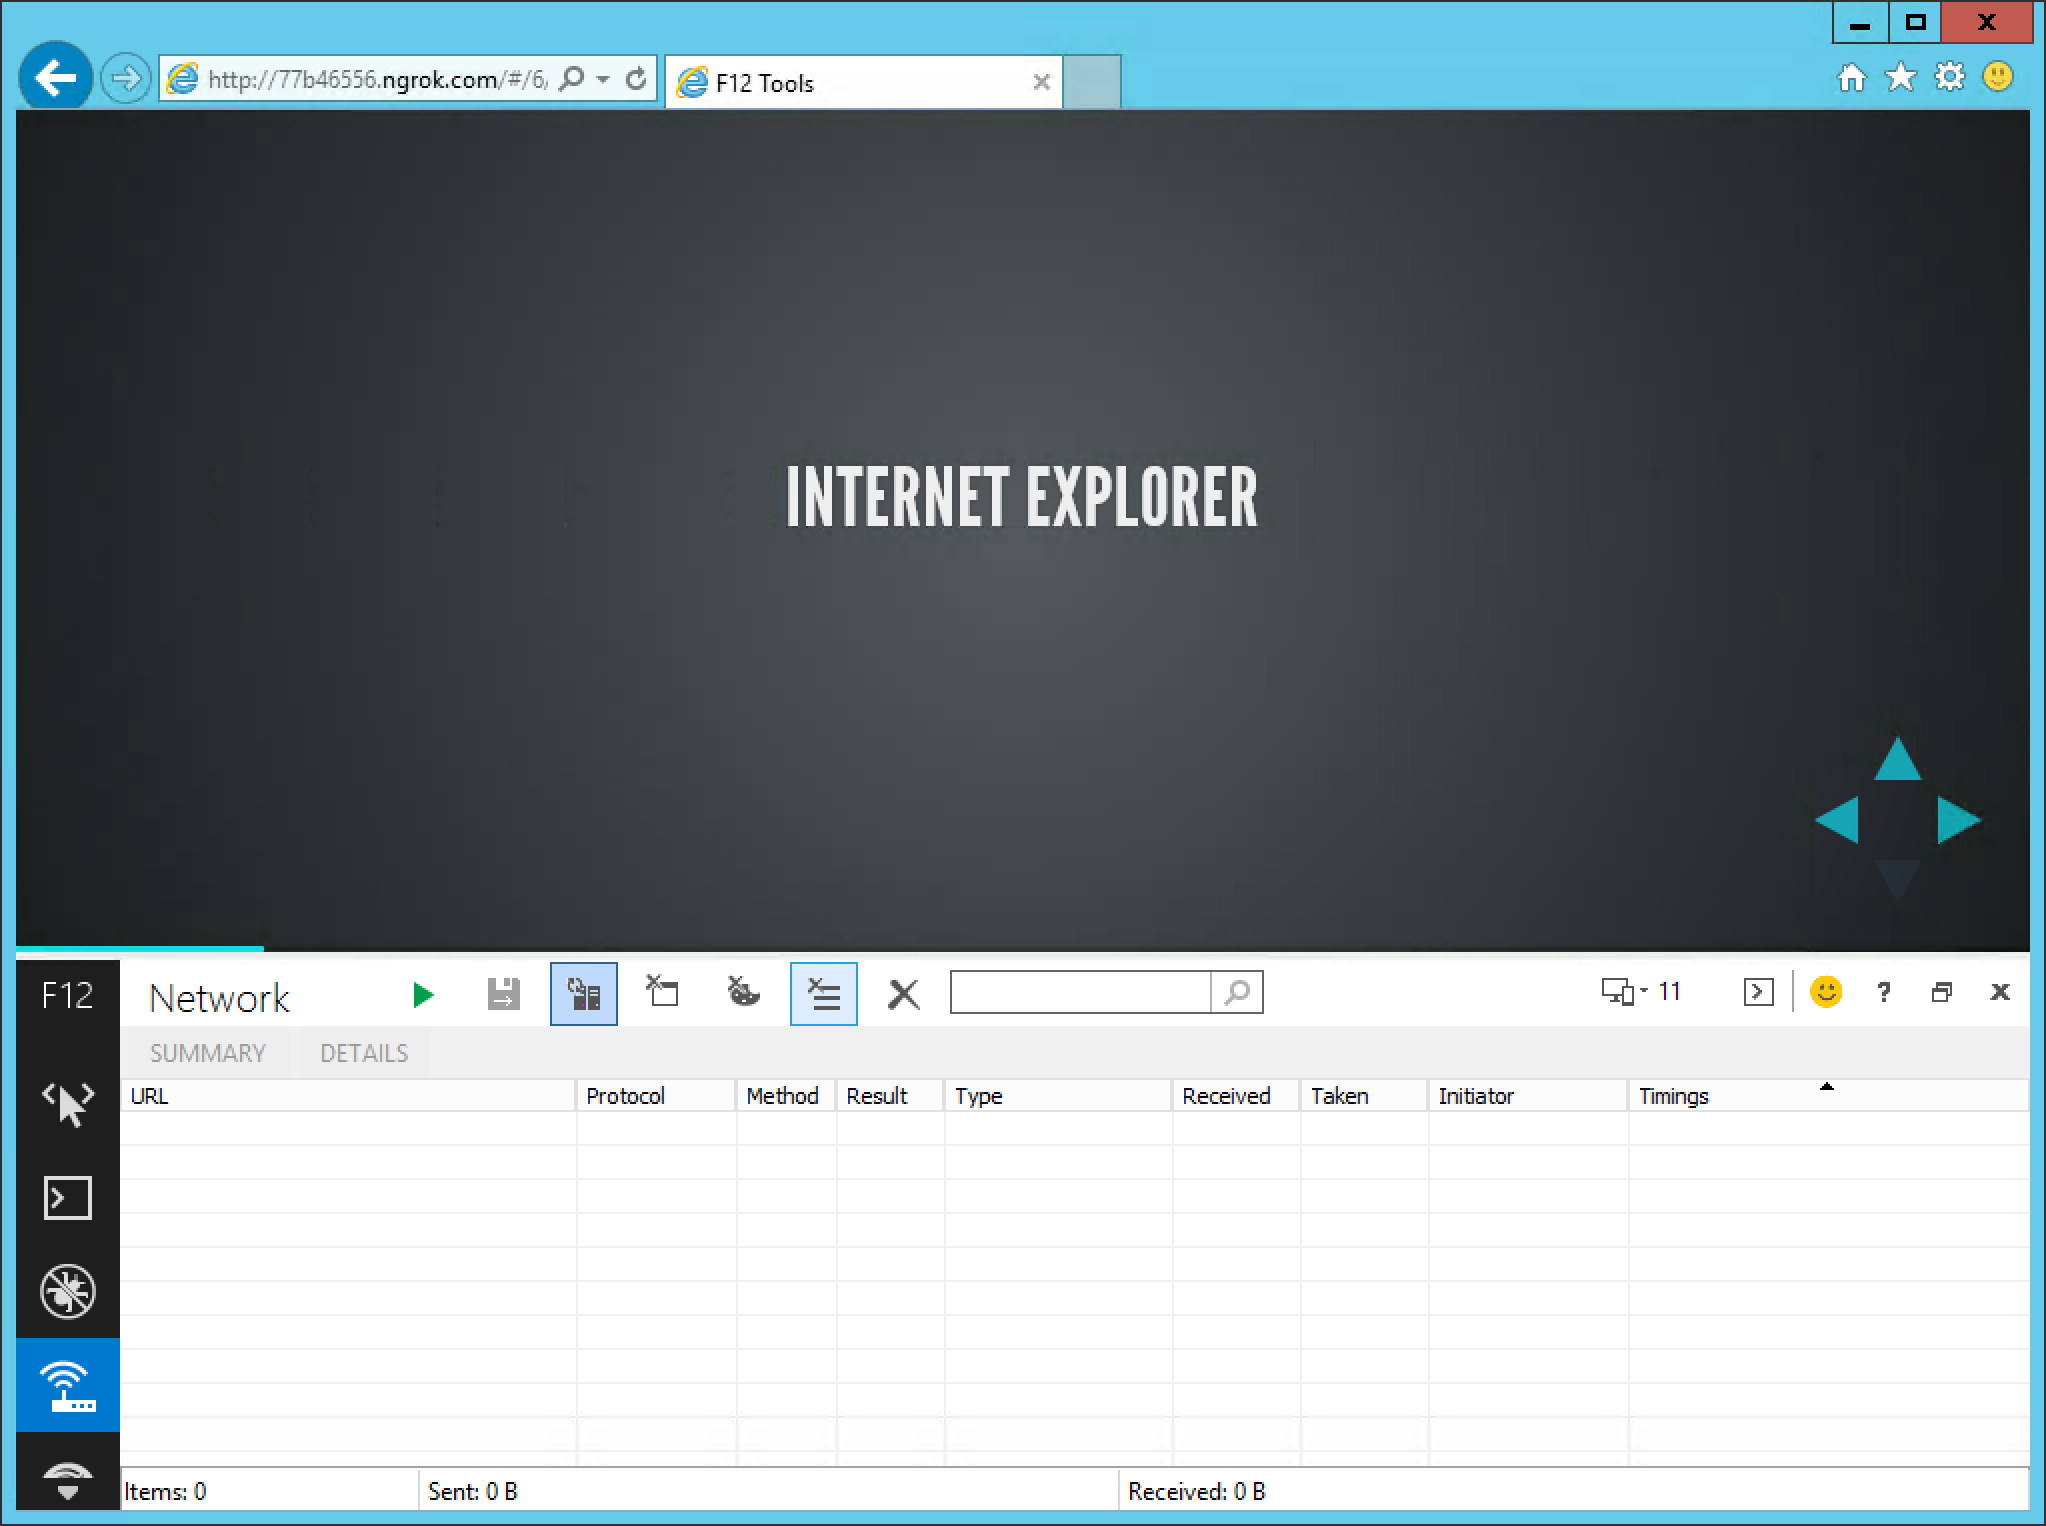 http://77b46556.ngrok.com/#/6,
F12 Tools
INTERNET EXPLORER
F12
Network
11
?
SUMMARY
DETAILS
URL
Protocol
Method
Result
Type
Received
Taken
Initiator
Timings
Items: 0
Sent: 0 B
Received: 0 B